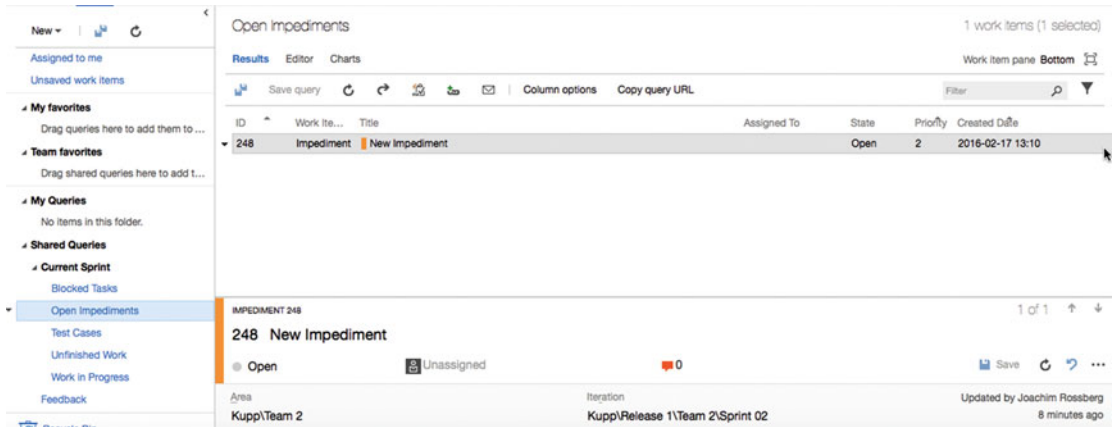 New
Assigned to me
Unsaved work items
My favorites
Drag queries here to add them to ...
Team favorites
Drag shared queries here to add t...
My Queries
No items in this folder.
Shared Queries
Current Sprint
Blocked Tasks
Open Impediments
Test Cases
Unfinished Work
Work in Progress
Feedback
Open Impediments
1 work items (1 selected)
Results Editor Charts
Work item pane Bottom
Save query Column options Copy query URL
Filter
ID Work Ite... Title Assigned To State Priority Created Date
248 Impediment New Impediment Open 2 2016-02-17 13:10
IMPEDIMENT 248
1 of 1
248 New Impediment
Open Unassigned 0 Save ...
Area Iteration Updated by Joachim Rossberg
Kupp\Team 2 Kupp\Release 1\Team 2\Sprint 02 8 minutes ago